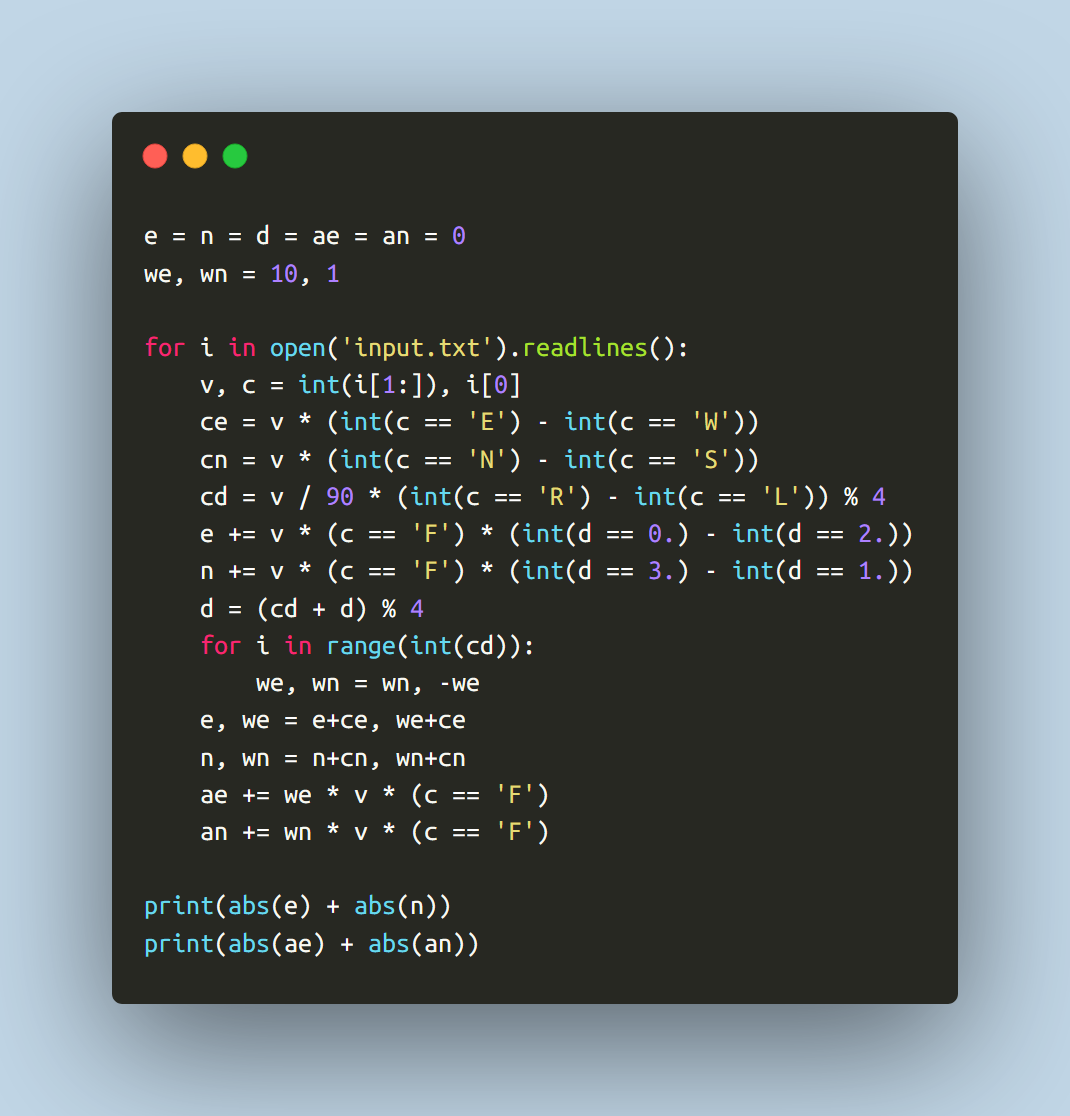 e = n = d = ae = an = 0
we, wn = 10, 1

for i in open('input.txt').readlines():
    v, c = int(i[1:]), i[0]
    ce = v * (int(c == 'E') - int(c == 'W'))
    cn = v * (int(c == 'N') - int(c == 'S'))
    cd = v / 90 * (int(c == 'R') - int(c == 'L')) % 4
    e += v * (c == 'F') * (int(d == 0.) - int(d == 2.))
    n += v * (c == 'F') * (int(d == 3.) - int(d == 1.))
    d = (cd + d) % 4
    for i in range(int(cd)):
        we, wn = wn, -we
    e, we = e+ce, we+ce
    n, wn = n+cn, wn+cn
    ae += we * v * (c == 'F')
    an += wn * v * (c == 'F')

print(abs(e) + abs(n))
print(abs(ae) + abs(an))